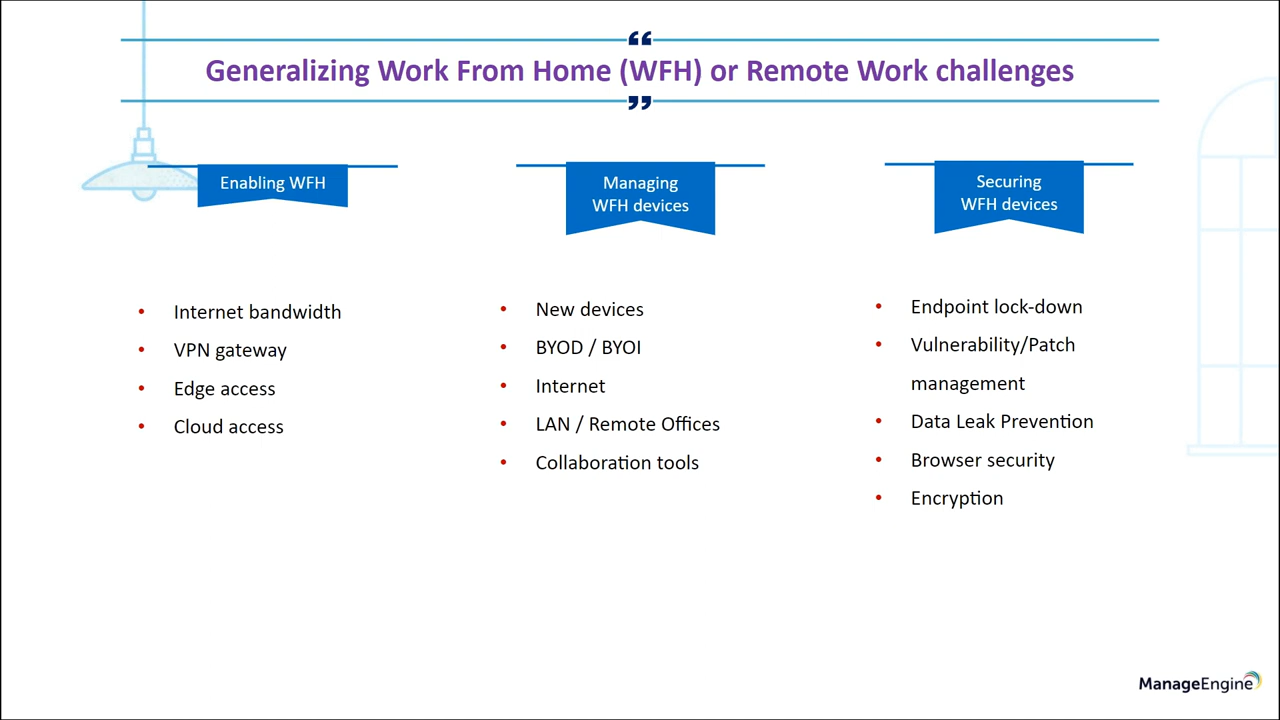 “
Generalizing Work From Home (WFH) or Remote Work challenges
”
Enabling WFH
• Internet bandwidth
• VPN gateway
• Edge access
• Cloud access
Managing
WFH devices
• New devices
• BYOD / BYOI
• Internet
• LAN / Remote Offices
• Collaboration tools
Securing
WFH devices
• Endpoint lock-down
• Vulnerability/Patch
management
• Data Leak Prevention
• Browser security
• Encryption
ManageEngine